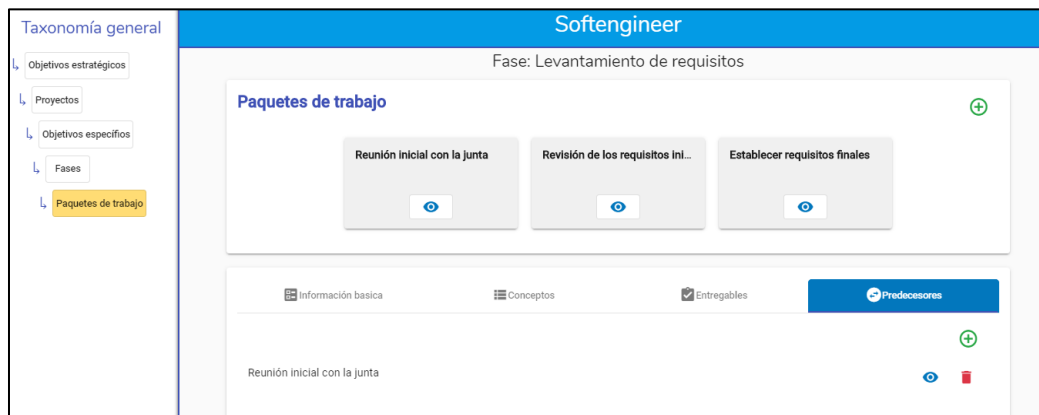 Taxonomía general
Objetivos estratégicos
Proyectos
Objetivos específios
Fases
Paquetes de trabajo
Softengineer
Fase: Levantamiento de requisitos
Paquetes de trabajo
Reunión inicial con la junta
Revisión de los requisitos ini...
Establecer requisitos finales
Información basica
Conceptos
Entregables
Predecesores
Reunión inicial con la junta